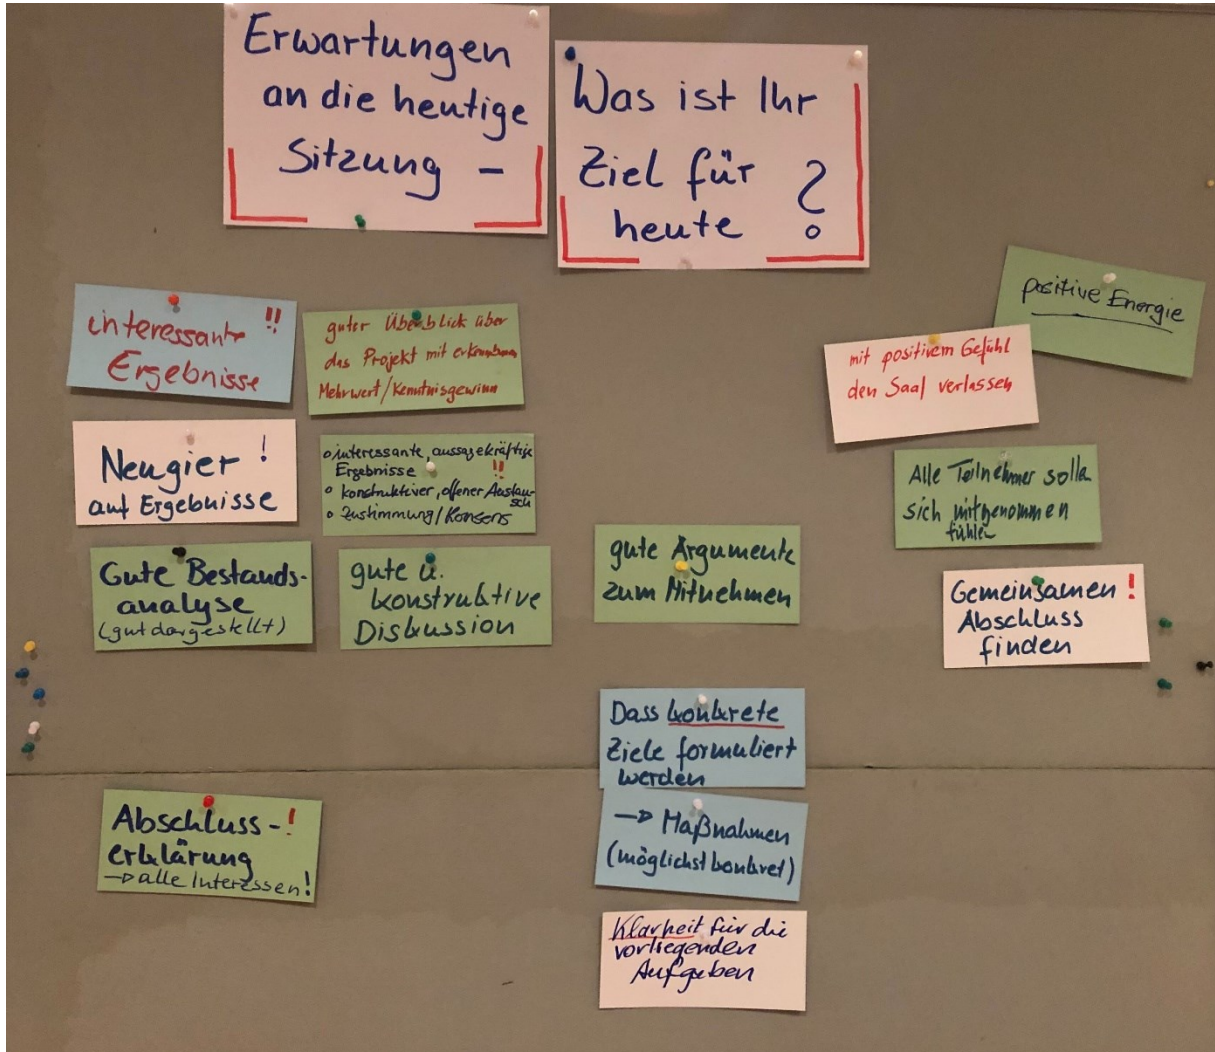 Erwartungen
an die heutige
Sitzung –
Was ist Ihr
Ziel für
heute ?
interessante !!
Ergebnisse
guter Überblick über
das Projekt mit erkennbarem
Mehrwert/Kenntnisgewinn
Neugier !
auf Ergebnisse
o interessante, aussagekräftige
Ergebnisse !!
o konstruktiver, offener Austau-
sch
o Zustimmung/Konsens
Gute Bestands-
analyse
(gut dargestellt)
gute u.
konstruktive
Diskussion
Abschluss- !
erklärung
→ alle Interessen!
gute Argumente
zum Mitnehmen
Dass konkrete
Ziele formuliert
werden
→ Maßnahmen
(möglichst konkret)
Klarheit für die
vorliegenden
Aufgaben
positive Energie
mit positivem Gefühl
den Saal verlassen
Alle Teilnehmer sollen
sich mitgenommen
fühlen
Gemeinsamen !
Abschluss
finden